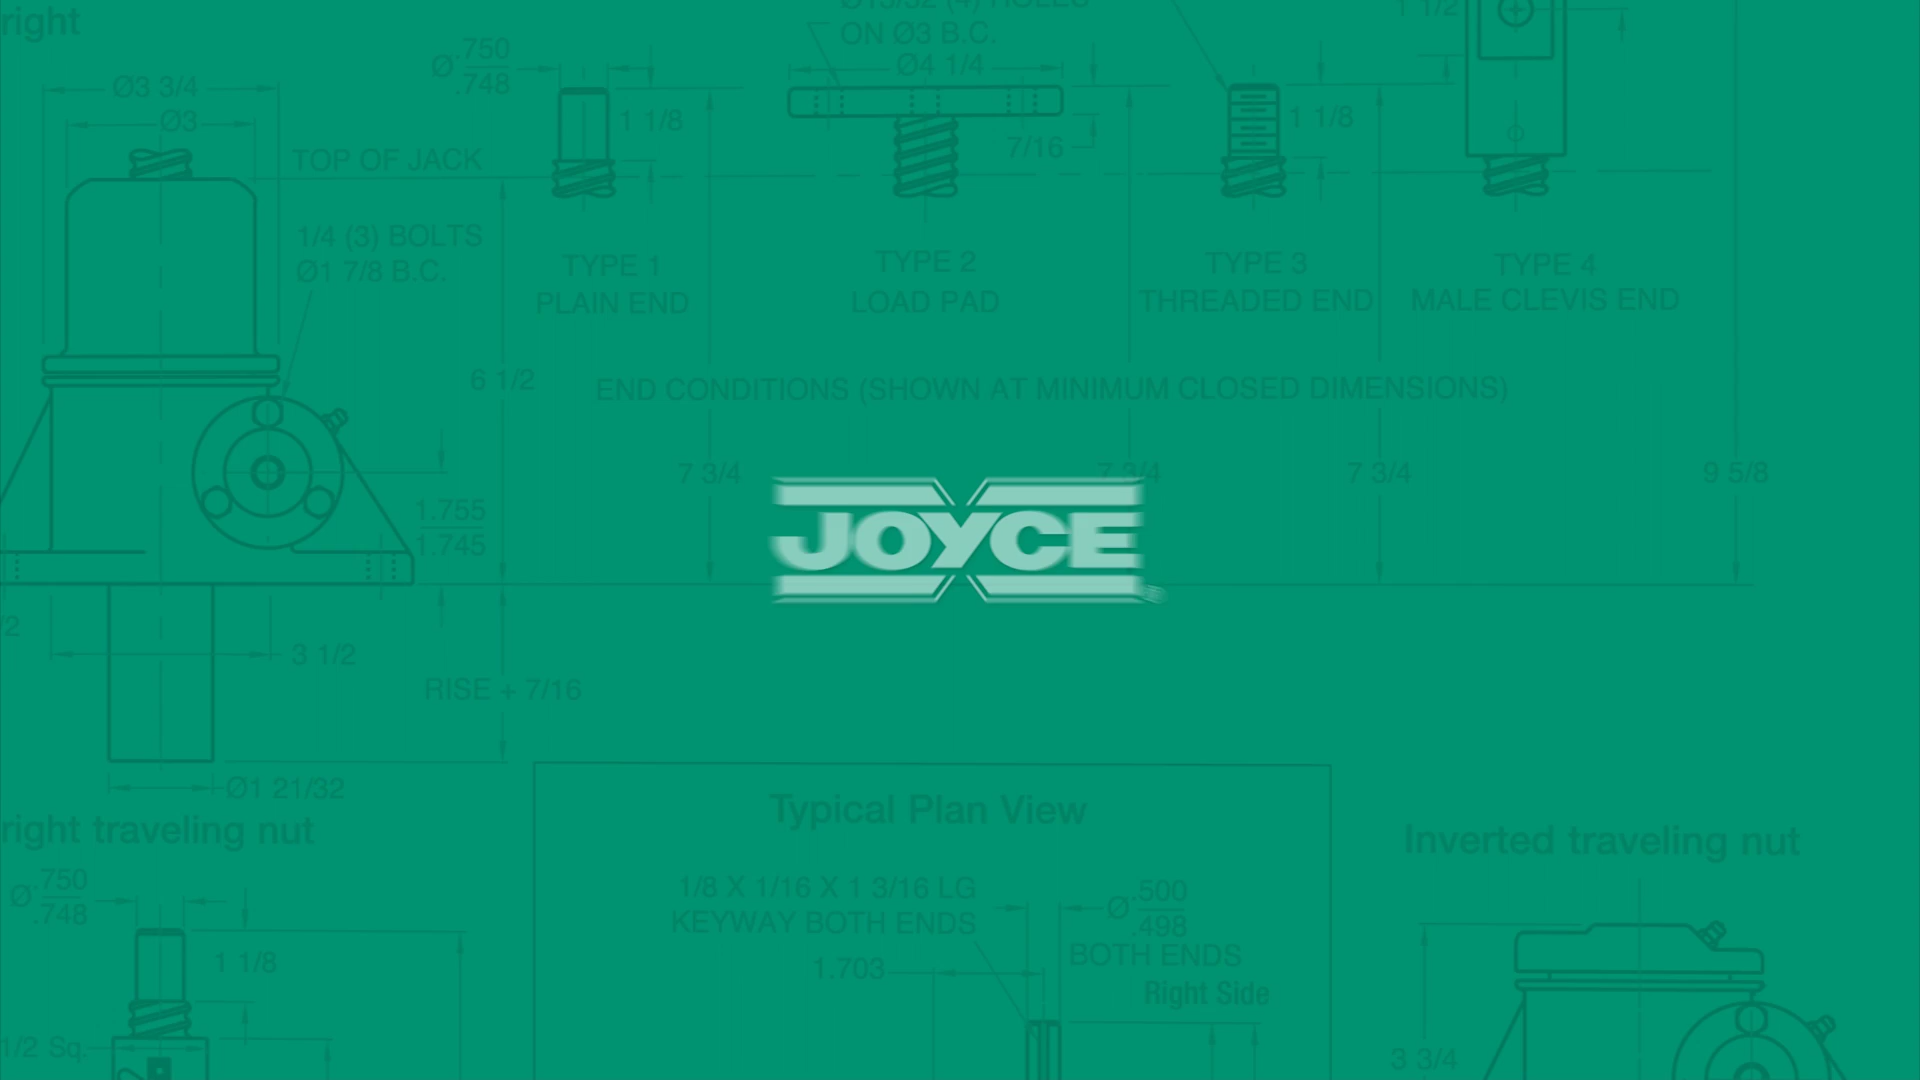 right
Ø13/32 (4) HOLES
ON Ø3 B.C.
Ø4 1/4
1 1/2
Ø .750
.748
Ø3 3/4
Ø3
1 1/8
7/16
1 1/8
TOP OF JACK
1/4 (3) BOLTS
Ø1 7/8 B.C.
TYPE 1
PLAIN END
TYPE 2
LOAD PAD
TYPE 3
THREADED END
TYPE 4
MALE CLEVIS END
6 1/2
END CONDITIONS (SHOWN AT MINIMUM CLOSED DIMENSIONS)
7 3/4
7 3/4
7 3/4
9 5/8
JOYCE
1.755
1.745
/2
3 1/2
RISE + 7/16
Ø1 21/32
right traveling nut
Typical Plan View
Inverted traveling nut
Ø .750
.748
1/8 X 1/16 X 1 3/16 LG
KEYWAY BOTH ENDS
Ø .500
.498
BOTH ENDS
1 1/8
1.703
Right Side
1/2 Sq.
3 3/4